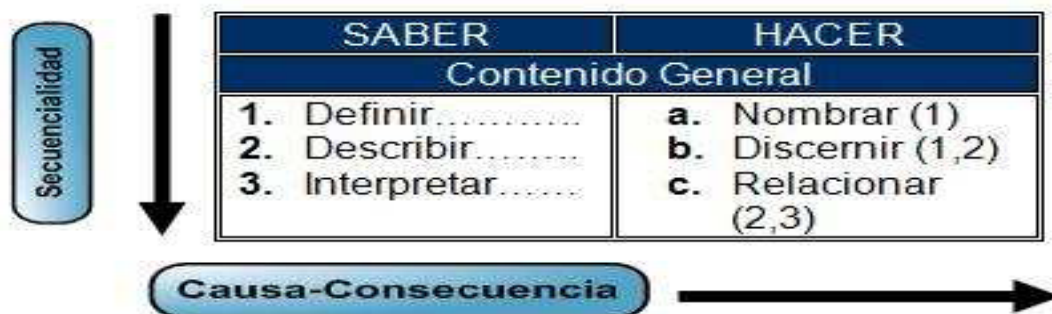 Secuencialidad
SABER HACER
Contenido General
1. Definir........... a. Nombrar (1)
2. Describir........ b. Discernir (1,2)
3. Interpretar...... c. Relacionar
(2,3)
Causa-Consecuencia